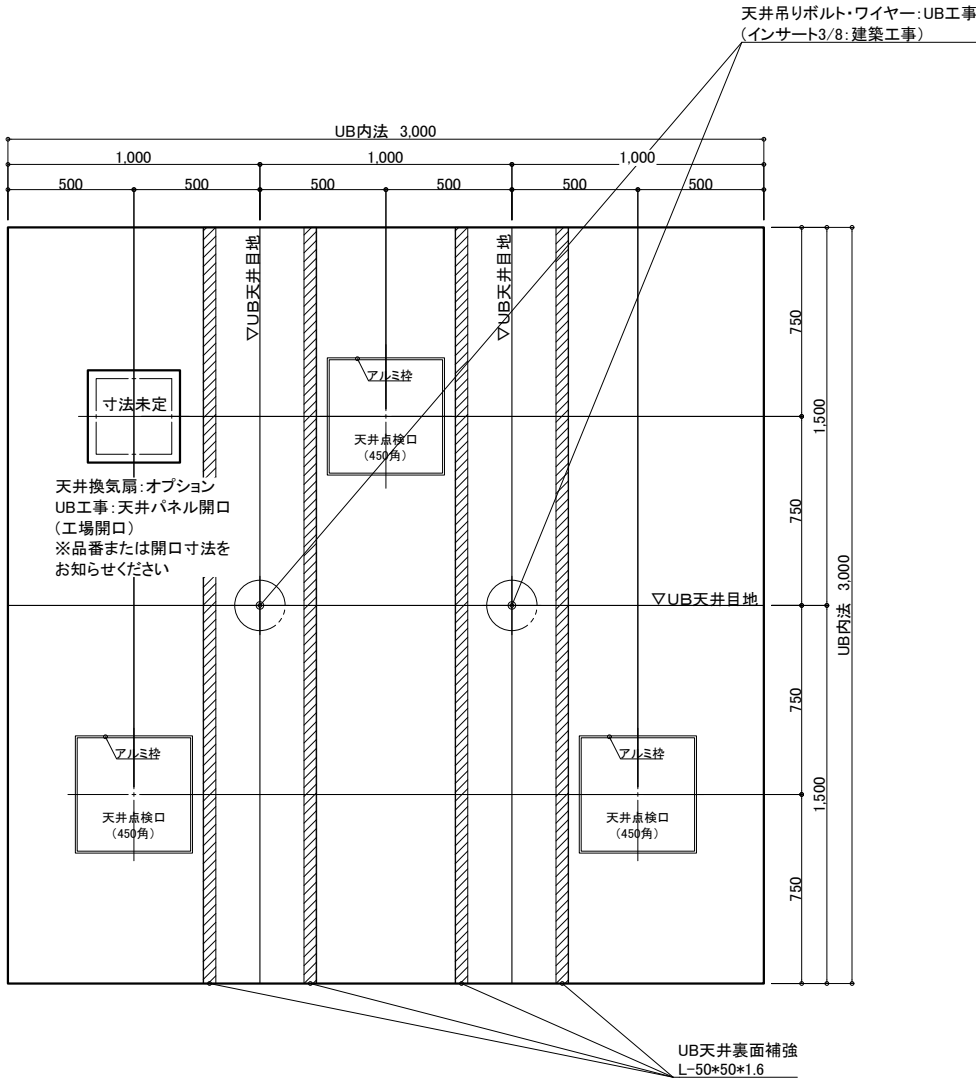 天井吊りボルト・ワイヤー：UB工事
(インサート3/8：建築工事)
UB内法 3,000
1,000 1,000 1,000
500 500 500 500 500 500
▽UB天井目地
▽UB天井目地
750
アルミ枠
寸法未定
1,500
天井点検口
(450角)
天井換気扇：オプション
UB工事：天井パネル開口
(工場開口)
※品番または開口寸法を
お知らせください
750
▽UB天井目地
UB内法 3,000
750
アルミ枠
アルミ枠
1,500
天井点検口
(450角)
天井点検口
(450角)
750
UB天井裏面補強
L-50*50*1.6